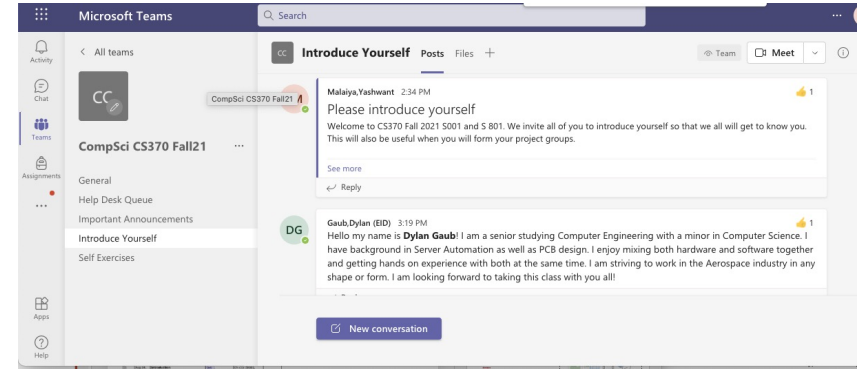 Microsoft Teams
Search
...
Activity
Chat
Teams
Assignments
...
Apps
Help
All teams
CC
CompSci CS370 Fall21
CompSci CS370 Fall21 ...
General
Help Desk Queue
Important Announcements
Introduce Yourself
Self Exercises
CC Introduce Yourself Posts Files +
Team
Meet
Malaiya,Yashwant 2:34 PM
1
Please introduce yourself
Welcome to CS370 Fall 2021 S001 and S 801. We invite all of you to introduce yourself so that we all will get to know you.
This will also be useful when you will form your project groups.
See more
Reply
DG
Gaub,Dylan (EID) 3:19 PM
1
Hello my name is Dylan Gaub! I am a senior studying Computer Engineering with a minor in Computer Science. I
have background in Server Automation as well as PCB design. I enjoy mixing both hardware and software together
and getting hands on experience with both at the same time. I am striving to work in the Aerospace industry in any
shape or form. I am looking forward to taking this class with you all!
New conversation